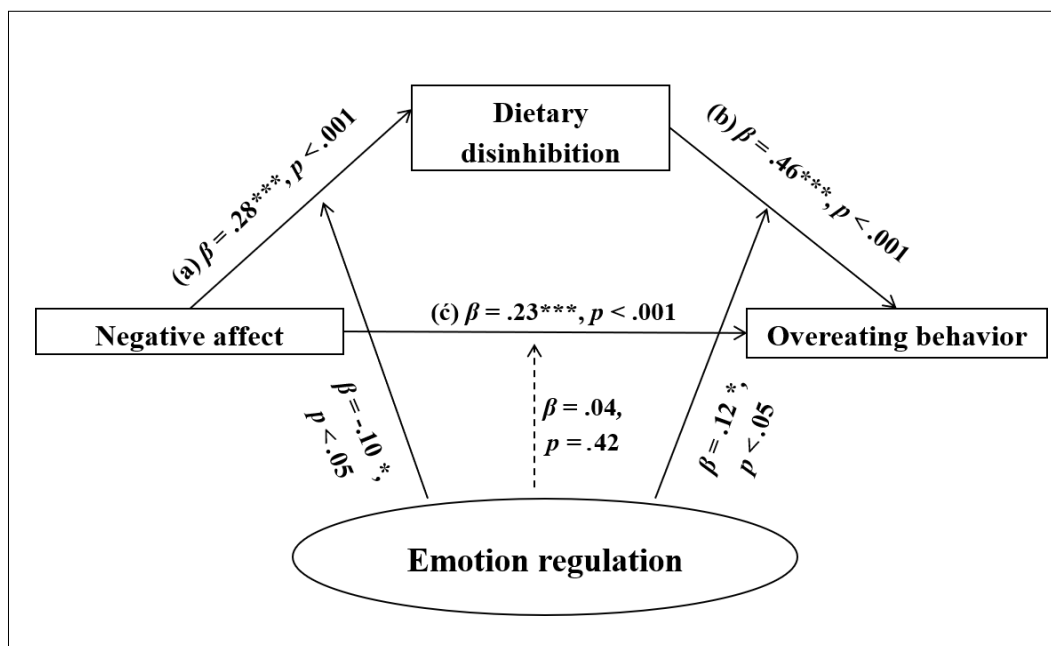 Dietary
disinhibition
(a) β = .28***, p < .001
(b) β = .46***, p < .001
(ć) β = .23***, p < .001
Negative affect
Overeating behavior
β = -.10 *,
p < .05
β = .04,
p = .42
β = .12 *,
p < .05
Emotion regulation